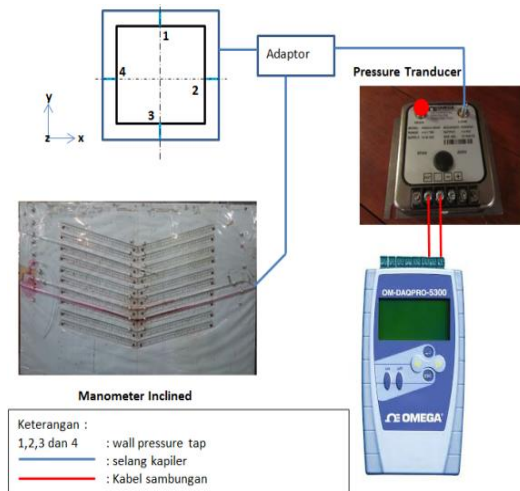 1
4
2
3
y
z
x
Adaptor
Pressure Tranducer
OM-DAQPRO-5300
OMEGA
Manometer Inclined
Keterangan :
1,2,3 dan 4 : wall pressure tap
: selang kapiler
: Kabel sambungan